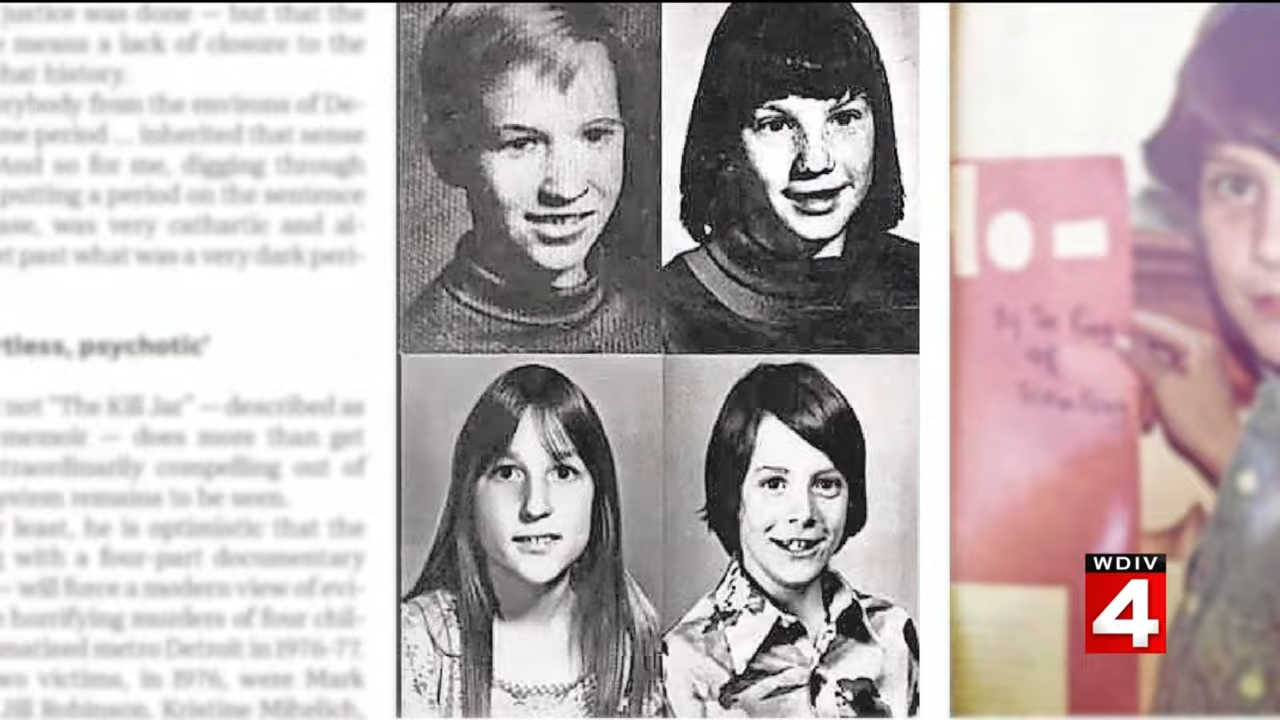 justice was done — but that the
means a lack of closure to the
that history.
erybody from the environs of De-
me period ... inherited that sense
And so for me, digging through
putting a period on the sentence
ase, was very cathartic and al-
et past what was a very dark peri-
rtless, psychotic'
not "The Kill Jar" — described as
memoir — does more than get
xtraordinarily compelling out of
ystem remains to be seen.
least, he is optimistic that the
g with a four-part documentary
— will force a modern view of evi-
terrifying murders of four chil-
matized metro Detroit in 1976-77.
wo victims, in 1976, were Mark
Jill Robinson, Kristine Mihelich,
WDIV
4